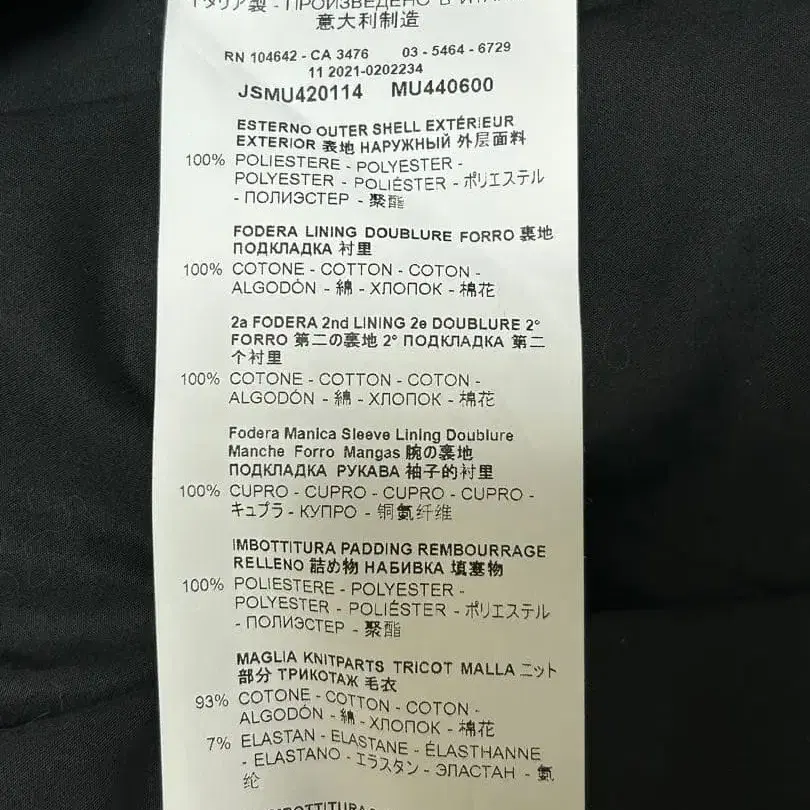 イタリア製 - ПРОИЗВЕДЕНО В
意大利制造
RN 104642 - CA 3476 03 - 5464 - 6729
11 2021-0202234
JSMU420114 MU440600
ESTERNO OUTER SHELL EXTÉRIEUR
EXTERIOR 表地 НАРУЖНЫЙ 外层面料
100% POLIESTERE - POLYESTER -
POLYESTER - POLIÉSTER - ポリエステル
- ПОЛИЭСТЕР - 聚酯
FODERA LINING DOUBLURE FORRO 裏地
ПОДКЛАДКА 衬里
100% COTONE - COTTON - COTON -
ALGODÓN - 綿 - ХЛОПОК - 棉花
2a FODERA 2nd LINING 2e DOUBLURE 2°
FORRO 第二の裏地 2° ПОДКЛАДКА 第二
个衬里
100% COTONE - COTTON - COTON -
ALGODÓN - 綿 - ХЛОПОК - 棉花
Fodera Manica Sleeve Lining Doublure
Manche Forro Mangas 腕の裏地
ПОДКЛАДКА РУКАВА 袖子的衬里
100% CUPRO - CUPRO - CUPRO - CUPRO -
キュプラ - КУПРО - 铜氨纤维
IMBOTTITURA PADDING REMBOURRAGE
RELLENO 詰め物 НАБИВКА 填塞物
100% POLIESTERE - POLYESTER -
POLYESTER - POLIÉSTER - ポリエステル
- ПОЛИЭСТЕР - 聚酯
MAGLIA KNITPARTS TRICOT MALLA ニット
部分 ТРИКОТАЖ 毛衣
93% COTONE - COTTON - COTON -
ALGODÓN - 綿 - ХЛОПОК - 棉花
7% ELASTAN - ELASTANE - ÉLASTHANNE
- ELASTANO - エラスタン - ЭЛАСТАН - 氨
纶